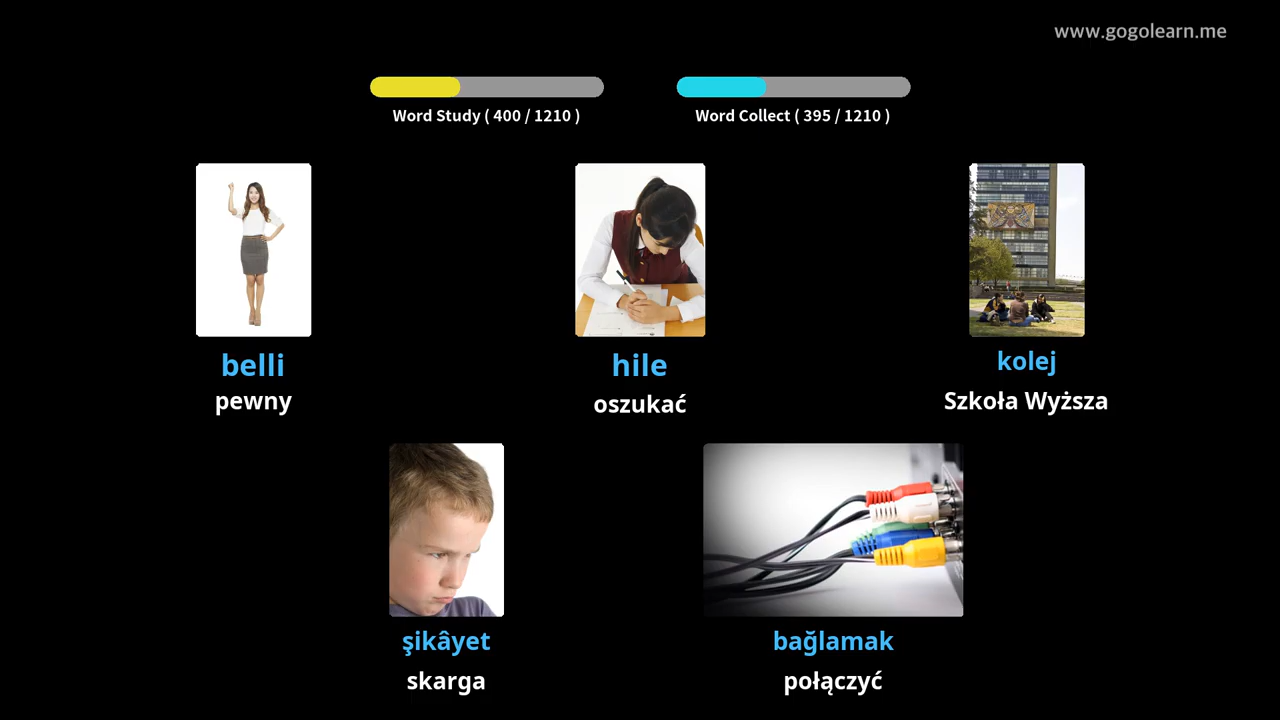 www.gogolearn.me
Word Study ( 400 / 1210 )
Word Collect ( 395 / 1210 )
belli
pewny
hile
oszukać
kolej
Szkoła Wyższa
şikâyet
skarga
bağlamak
połączyć